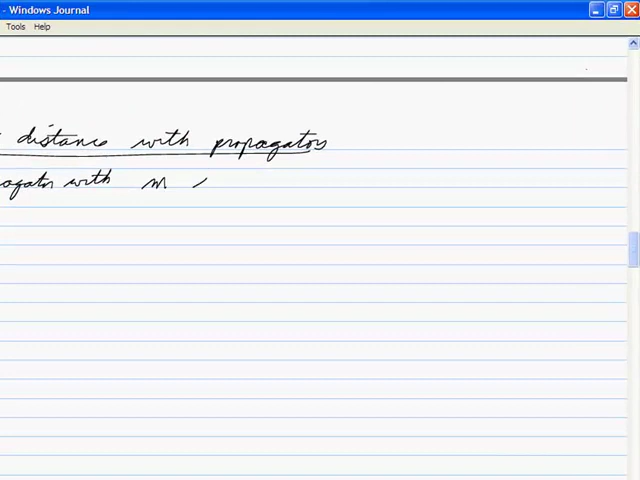 - Windows Journal
Tools Help
distance with propagators
ogator with m